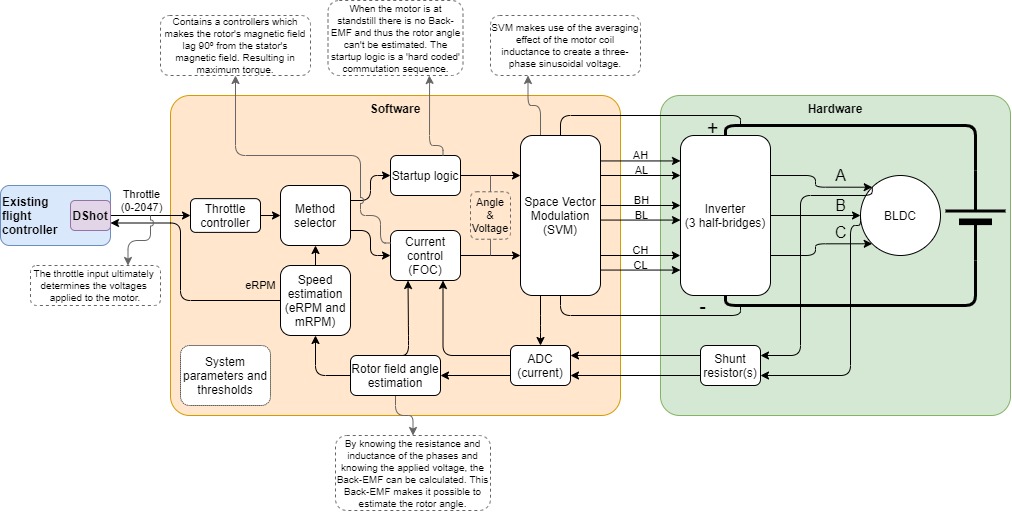 Contains a controllers which
makes the rotor's magnetic field
lag 90º from the stator's
magnetic field. Resulting in
maximum torque.
When the motor is at
standstill there is no Back-
EMF and thus the rotor angle
can't be estimated. The
startup logic is a 'hard coded'
commutation sequence.
SVM makes use of the averaging
effect of the motor coil
inductance to create a three-
phase sinusoidal voltage.
Software
Hardware
Existing
flight
controller
DShot
Throttle
(0-2047)
The throttle input ultimately
determines the voltages
applied to the motor.
Throttle
controller
Method
selector
Startup logic
Current
control
(FOC)
Angle
&
Voltage
Space Vector
Modulation
(SVM)
AH
AL
BH
BL
CH
CL
+
Inverter
(3 half-bridges)
-
A
B
C
BLDC
eRPM
Speed
estimation
(eRPM and
mRPM)
System
parameters and
thresholds
Rotor field angle
estimation
ADC
(current)
Shunt
resistor(s)
By knowing the resistance and
inductance of the phases and
knowing the applied voltage, the
Back-EMF can be calculated. This
Back-EMF makes it possible to
estimate the rotor angle.